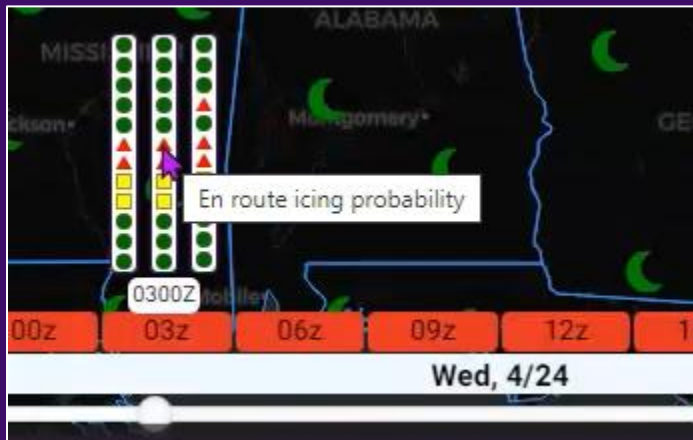 ALABAMA
MISSI
ckson
Montgomery
GE
En route icing probability
0300Z
Mobile
00z 03z 06z 09z 12z 1
Wed, 4/24